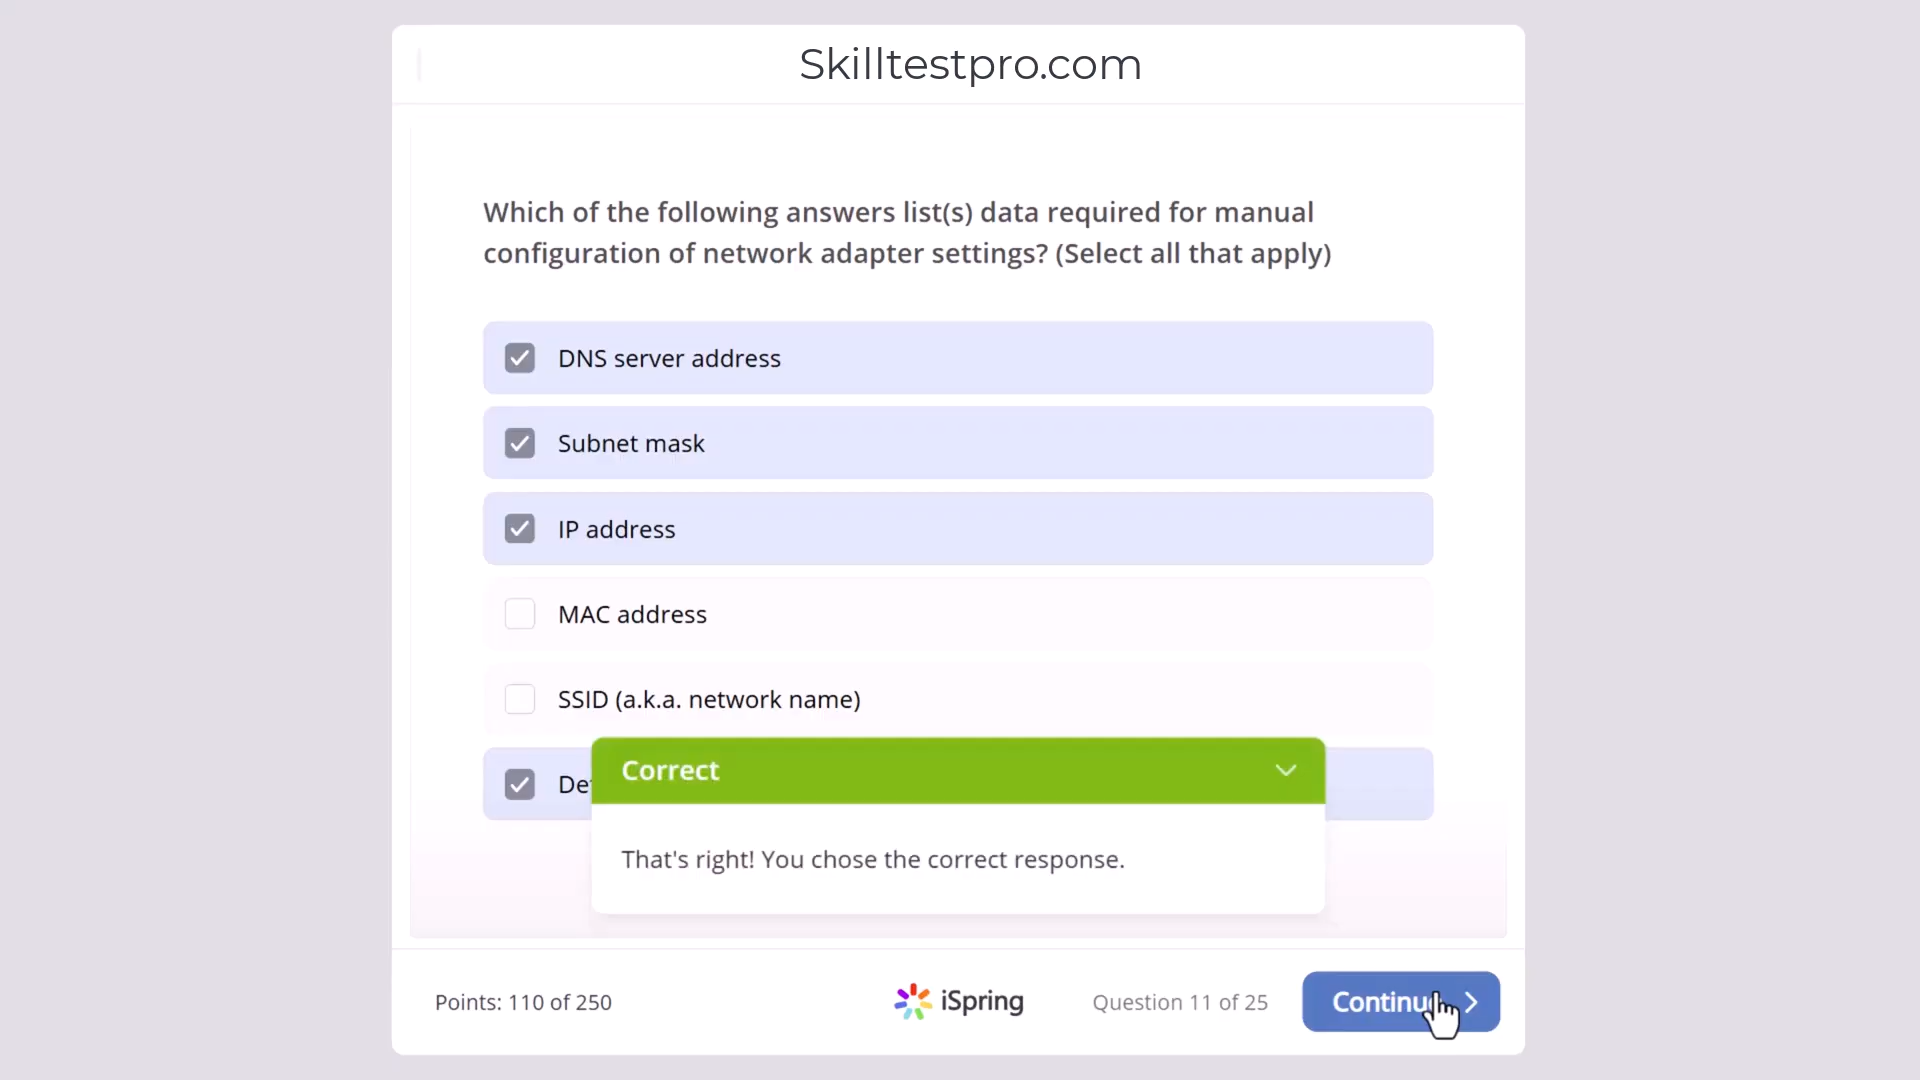 Skilltestpro.com
Which of the following answers list(s) data required for manual
configuration of network adapter settings? (Select all that apply)
DNS server address
Subnet mask
IP address
MAC address
SSID (a.k.a. network name)
Correct
That's right! You chose the correct response.
Points: 110 of 250
iSpring
Question 11 of 25
Continue